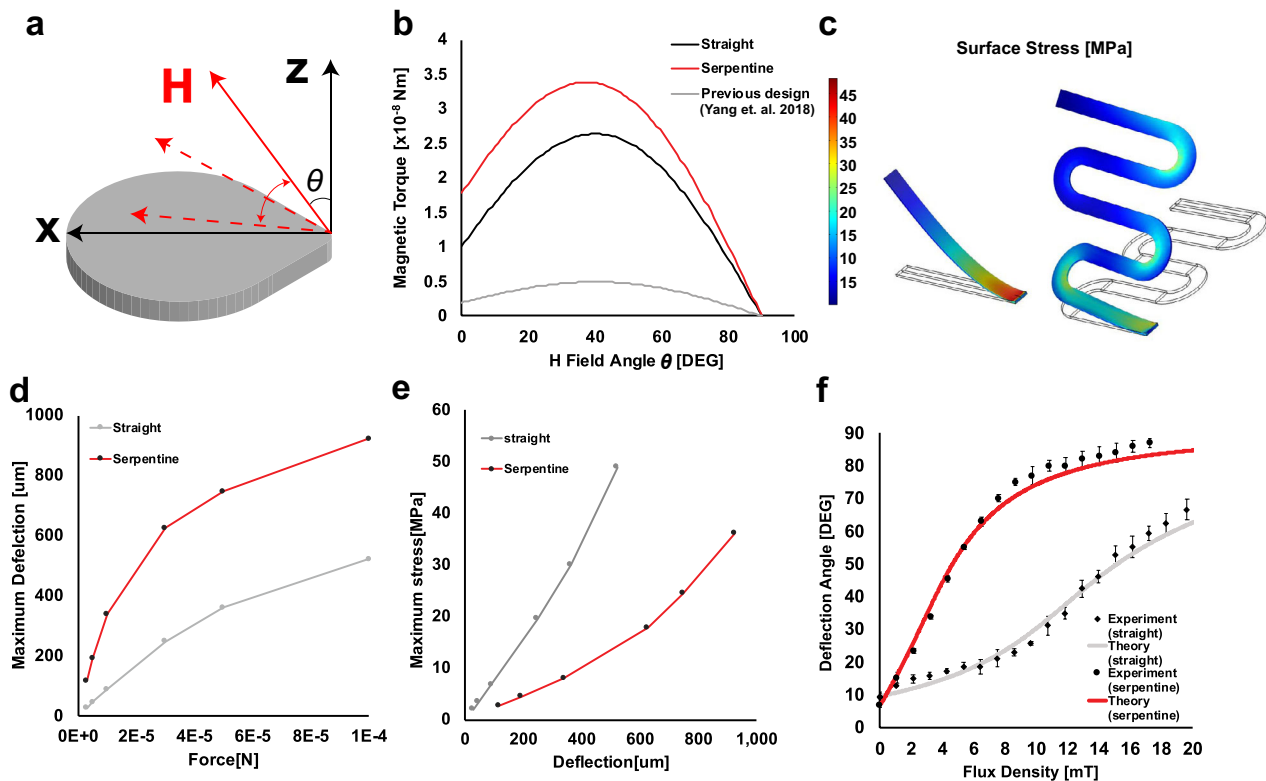 a
H
Z
θ
X
b
4
3.5
3
2.5
2
1.5
1
0.5
0
Magnetic Torque [x10⁻⁸ Nm]
Straight
Serpentine
Previous design
(Yang et. al. 2018)
0 20 40 60 80 100
H Field Angle θ [DEG]
c
Surface Stress [MPa]
45
40
35
30
25
20
15
10
d
1000
800
600
400
200
0
Maximum Defelction [um]
Straight
Serpentine
0E+0 2E-5 4E-5 6E-5 8E-5 1E-4
Force[N]
e
60
50
40
30
20
10
0
Maximum stress[MPa]
straight
Serpentine
0 200 400 600 800 1,000
Deflection[um]
f
90
80
70
60
50
40
30
20
10
0
Deflection Angle [DEG]
Experiment
(straight)
Theory
(straight)
Experiment
(serpentine)
Theory
(serpentine)
0 2 4 6 8 10 12 14 16 18 20
Flux Density [mT]